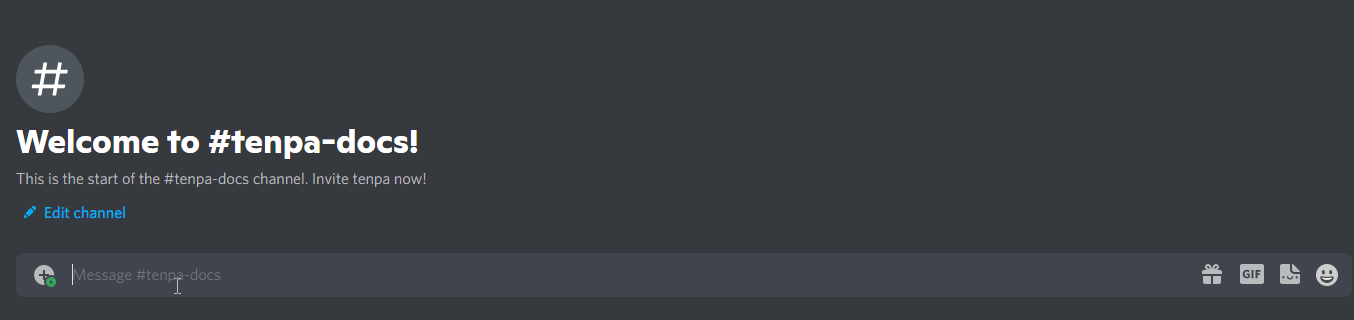 #
Welcome to #tenpa-docs!
This is the start of the #tenpa-docs channel. Invite tenpa now!
Edit channel
Message #tenpa-docs
GIF